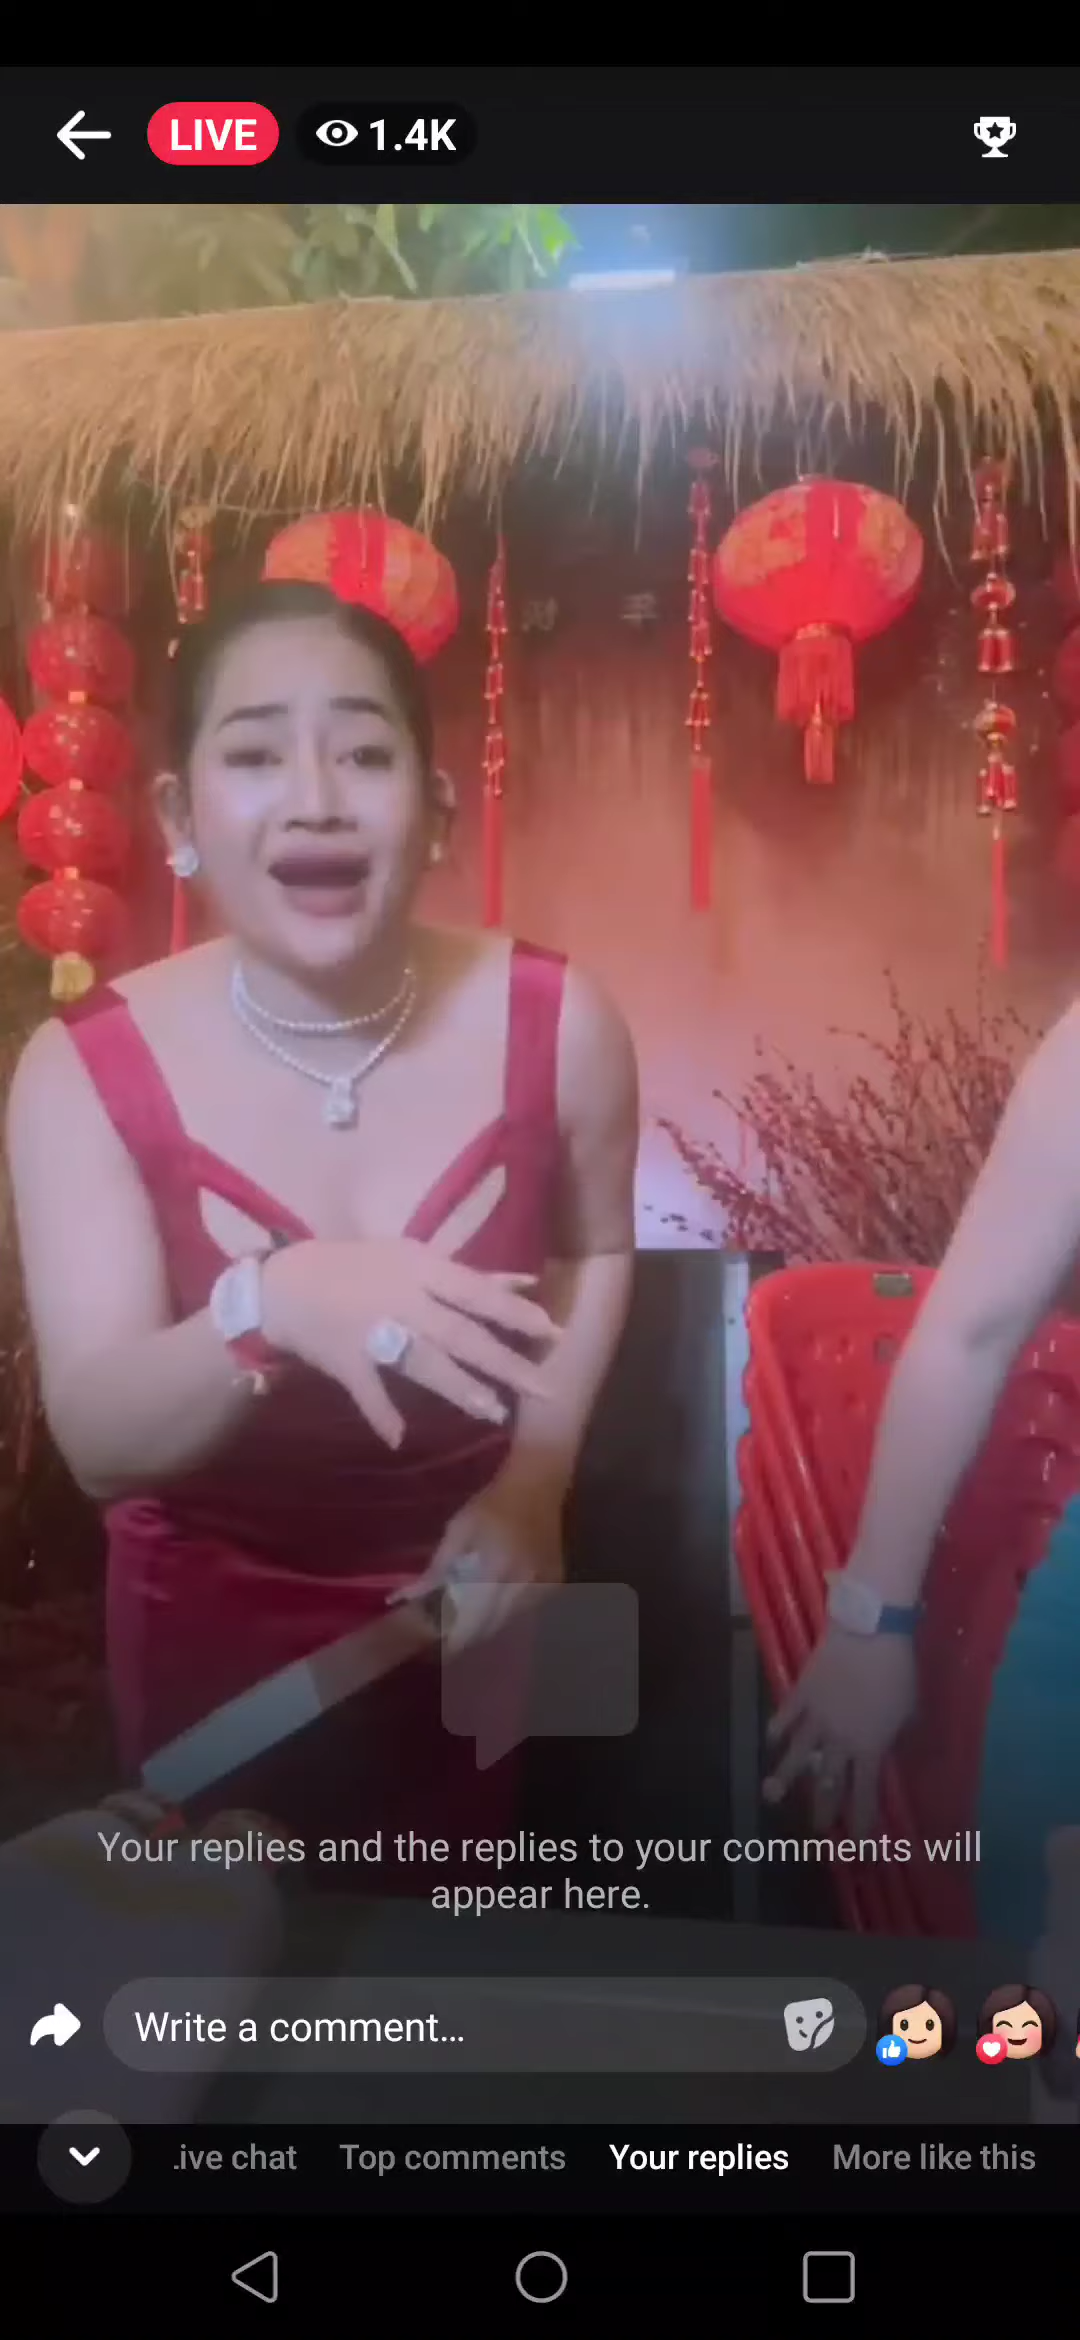 LIVE
1.4K
Your replies and the replies to your comments will
appear here.
Write a comment...
.ive chat
Top comments
Your replies
More like this